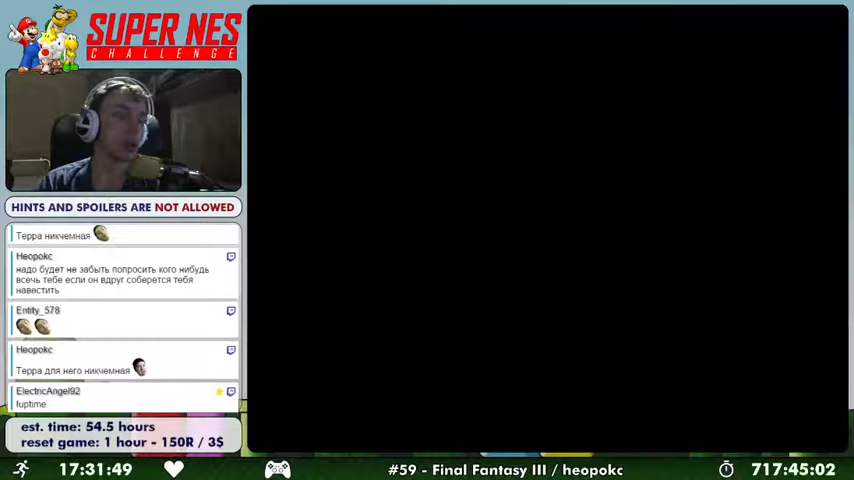 SUPER NES
CHALLENGE
HINTS AND SPOILERS ARE NOT ALLOWED
Терра никчемная
Heopokc
надо будет не забыть попросить кого нибудь
всечь тебе если он вдруг соберется тебя
навестить
Entity_578
Heopokc
Терра для него никчемная
ElectricAngel92
!uptime
est. time: 54.5 hours
reset game: 1 hour - 150R / 3$
17:31:49
#59 - Final Fantasy III / heopokc
717:45:02